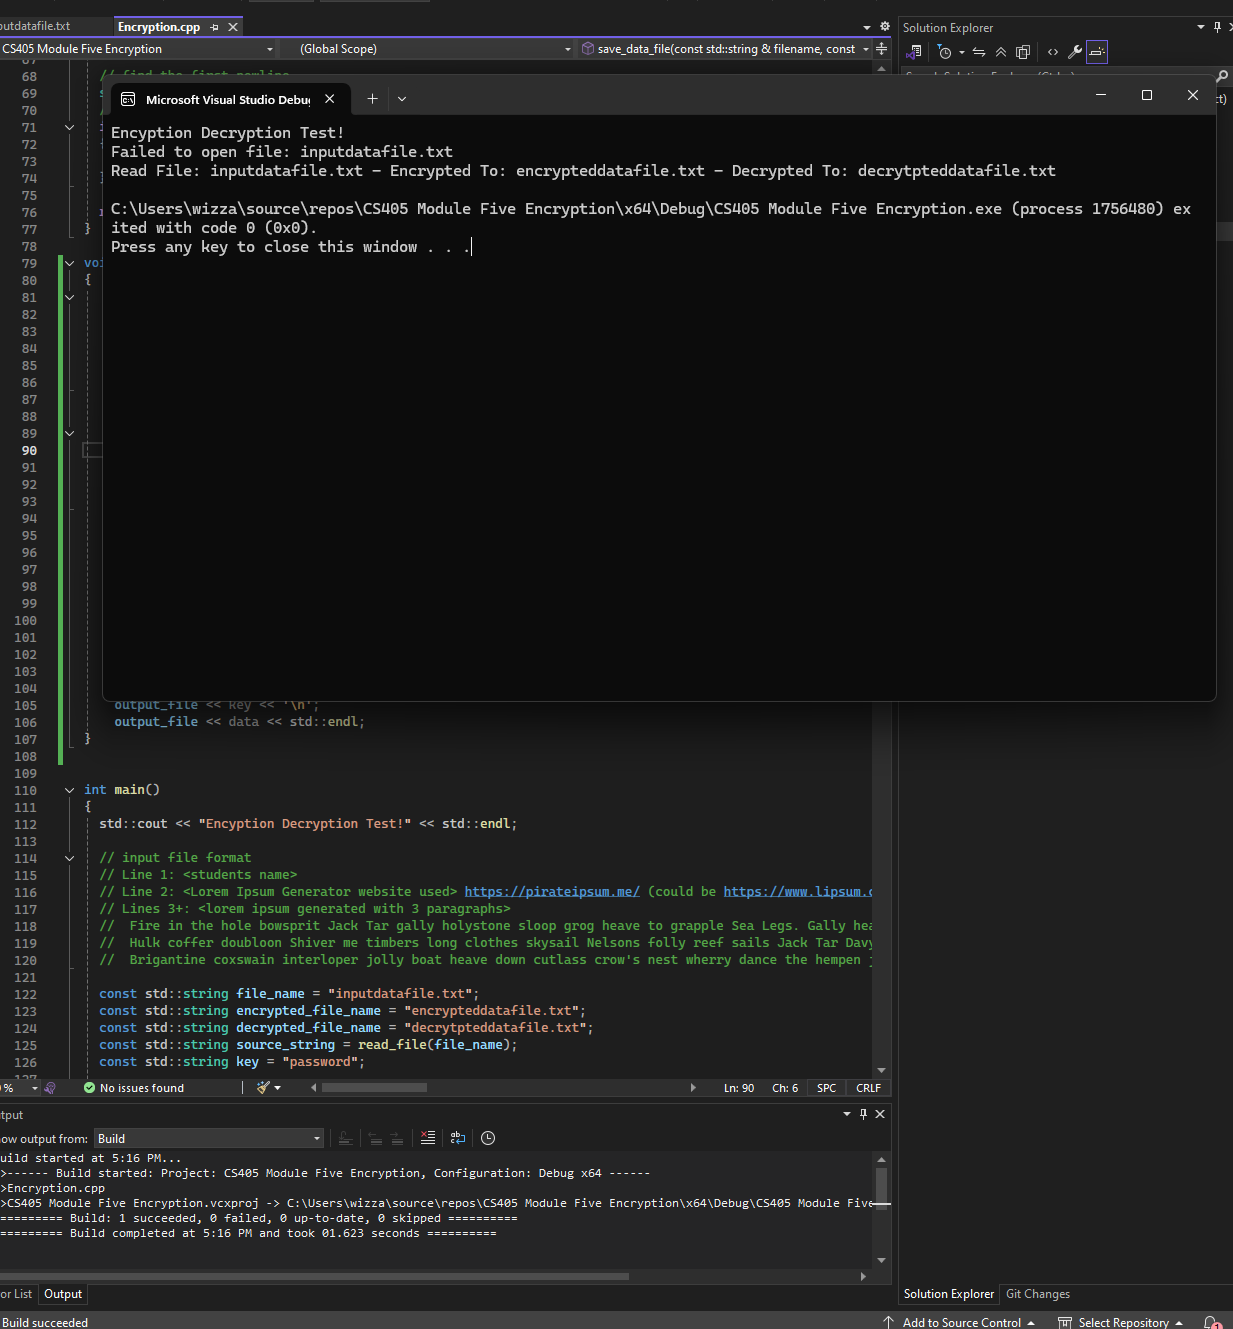 putdatafile.txt
Encryption.cpp
Solution Explorer
CS405 Module Five Encryption
(Global Scope)
save_data_file(const std::string & filename, const
68
69
70
71
72
73
74
75
76
77 }
78
79 voi
80 {
81
82
83
84
85
86
87
88
89
90
91
92
93
94
95
96
97
98
99
100
101
102
103
104
Microsoft Visual Studio Debu
Encyption Decryption Test!
Failed to open file: inputdatafile.txt
Read File: inputdatafile.txt - Encrypted To: encrypteddatafile.txt - Decrypted To: decrytpteddatafile.txt
C:\Users\wizza\source\repos\CS405 Module Five Encryption\x64\Debug\CS405 Module Five Encryption.exe (process 1756480) ex
ited with code 0 (0x0).
Press any key to close this window . . .
105 output_file << key << '\n';
106 output_file << data << std::endl;
107 }
108
109
110 int main()
111 {
112 std::cout << "Encyption Decryption Test!" << std::endl;
113
114 // input file format
115 // Line 1: <students name>
116 // Line 2: <Lorem Ipsum Generator website used> https://pirateipsum.me/ (could be https://www.lipsum.c
117 // Lines 3+: <lorem ipsum generated with 3 paragraphs>
118 // Fire in the hole bowsprit Jack Tar gally holystone sloop grog heave to grapple Sea Legs. Gally hea
119 // Hulk coffer doubloon Shiver me timbers long clothes skysail Nelsons folly reef sails Jack Tar Davy
120 // Brigantine coxswain interloper jolly boat heave down cutlass crow's nest wherry dance the hempen j
121
122 const std::string file_name = "inputdatafile.txt";
123 const std::string encrypted_file_name = "encrypteddatafile.txt";
124 const std::string decrypted_file_name = "decrytpteddatafile.txt";
125 const std::string source_string = read_file(file_name);
126 const std::string key = "password";
% No issues found Ln: 90 Ch: 6 SPC CRLF
tput
ow output from: Build
uild started at 5:16 PM...
>------ Build started: Project: CS405 Module Five Encryption, Configuration: Debug x64 ------
>Encryption.cpp
>CS405 Module Five Encryption.vcxproj -> C:\Users\wizza\source\repos\CS405 Module Five Encryption\x64\Debug\CS405 Module Five
========= Build: 1 succeeded, 0 failed, 0 up-to-date, 0 skipped ==========
========= Build completed at 5:16 PM and took 01.623 seconds ==========
or List Output
Solution Explorer Git Changes
Build succeeded
Add to Source Control
Select Repository
1